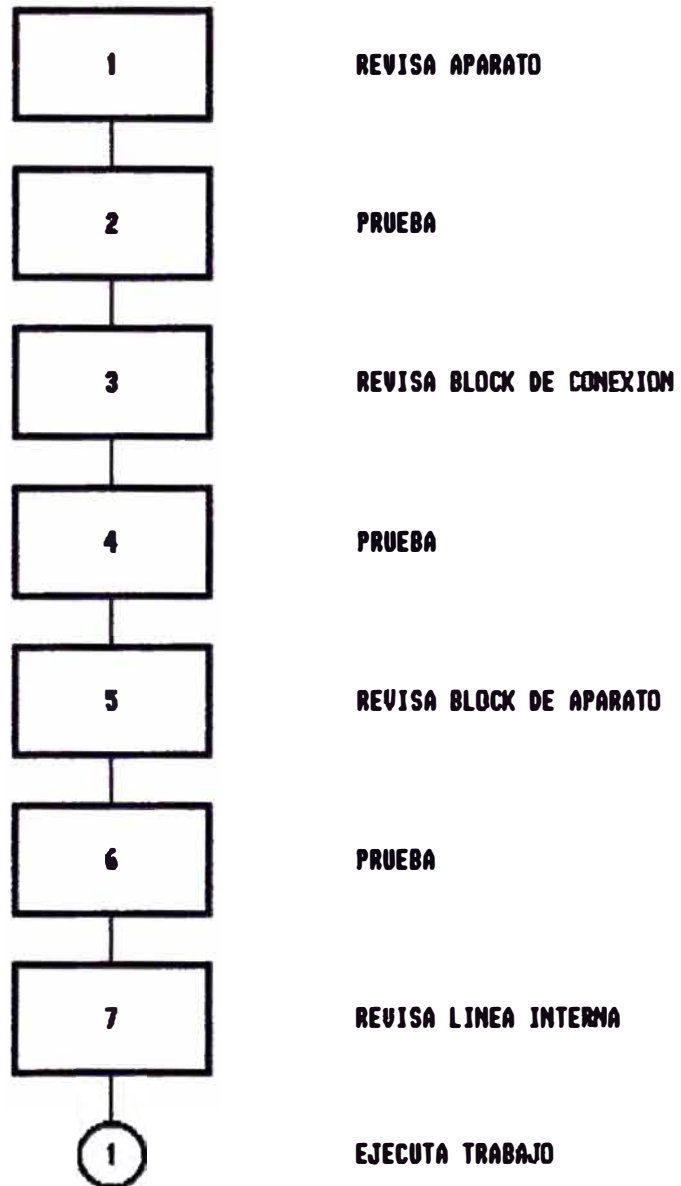 1 REVISA APARATO
2 PRUEBA
3 REVISA BLOCK DE CONEXION
4 PRUEBA
5 REVISA BLOCK DE APARATO
6 PRUEBA
7 REVISA LINEA INTERNA
1 EJECUTA TRABAJO